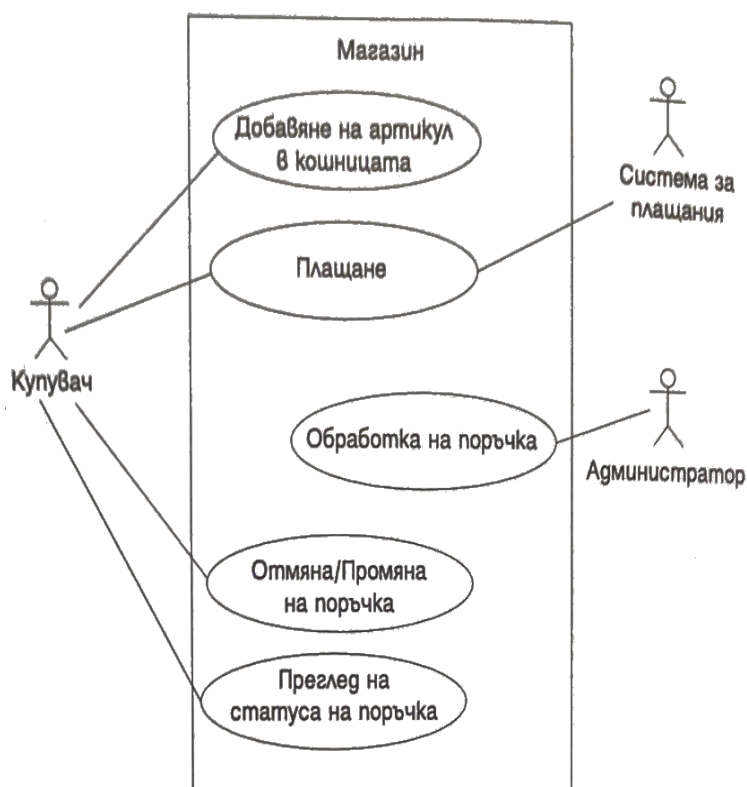 Магазин
Добавяне на артикул
в кошницата
Система за
плащания
Плащане
Купувач
Обработка на поръчка
Администратор
Отмяна/Промяна
на поръчка
Преглед на
статуса на поръчка